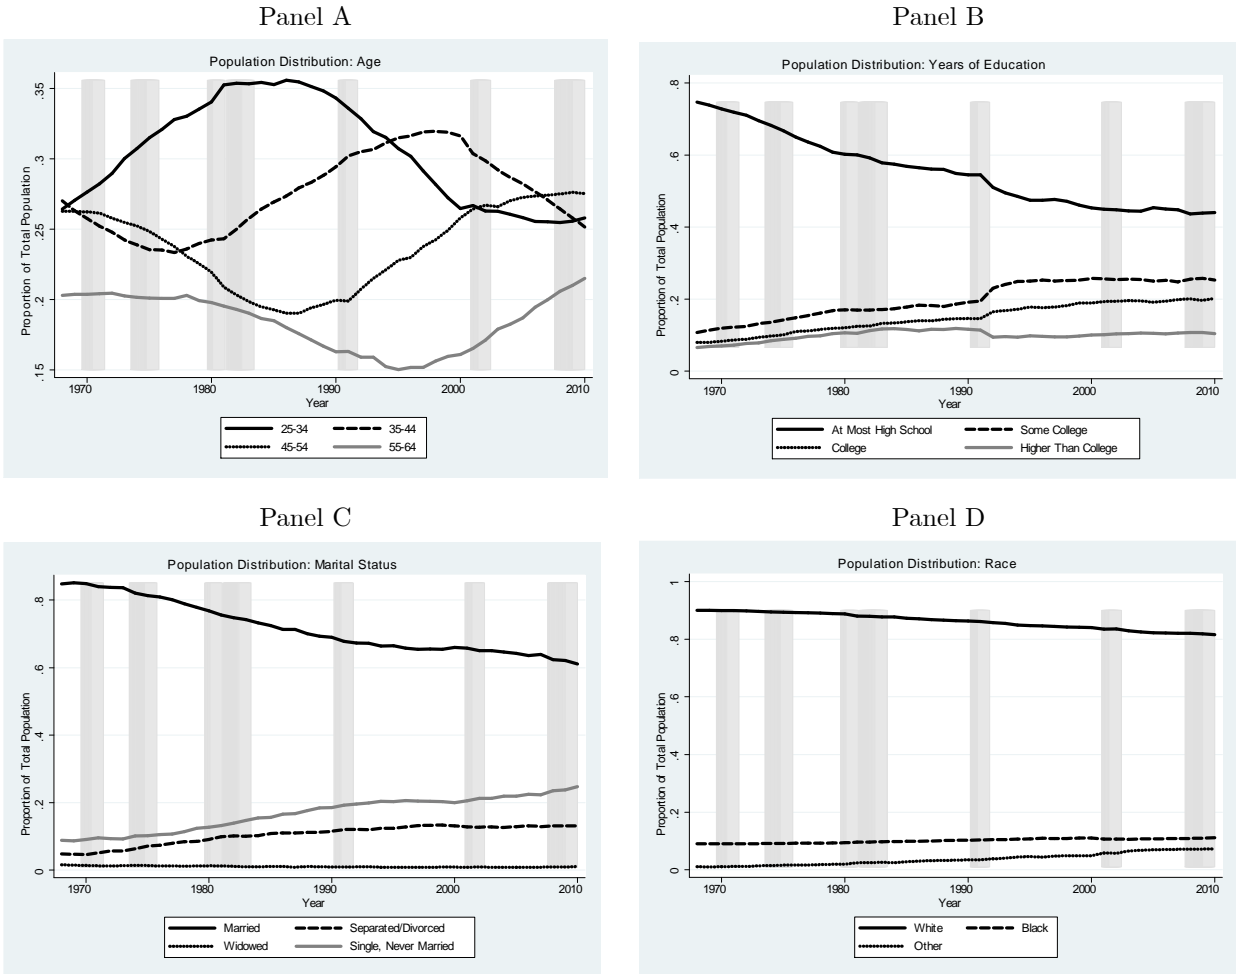 Panel A
Population Distribution: Age
Proportion of Total Population
.15 .2 .25 .3 .35
1970 1980 1990 2000 2010
Year
25-34 35-44
45-54 55-64
Panel B
Population Distribution: Years of Education
Proportion of Total Population
0 .2 .4 .6 .8
1970 1980 1990 2000 2010
Year
At Most High School Some College
College Higher Than College
Panel C
Population Distribution: Marital Status
Proportion of Total Population
0 .2 .4 .6 .8
1970 1980 1990 2000 2010
Year
Married Separated/Divorced
Widowed Single, Never Married
Panel D
Population Distribution: Race
Proportion of Total Population
0 .2 .4 .6 .8 1
1970 1980 1990 2000 2010
Year
White Black
Other